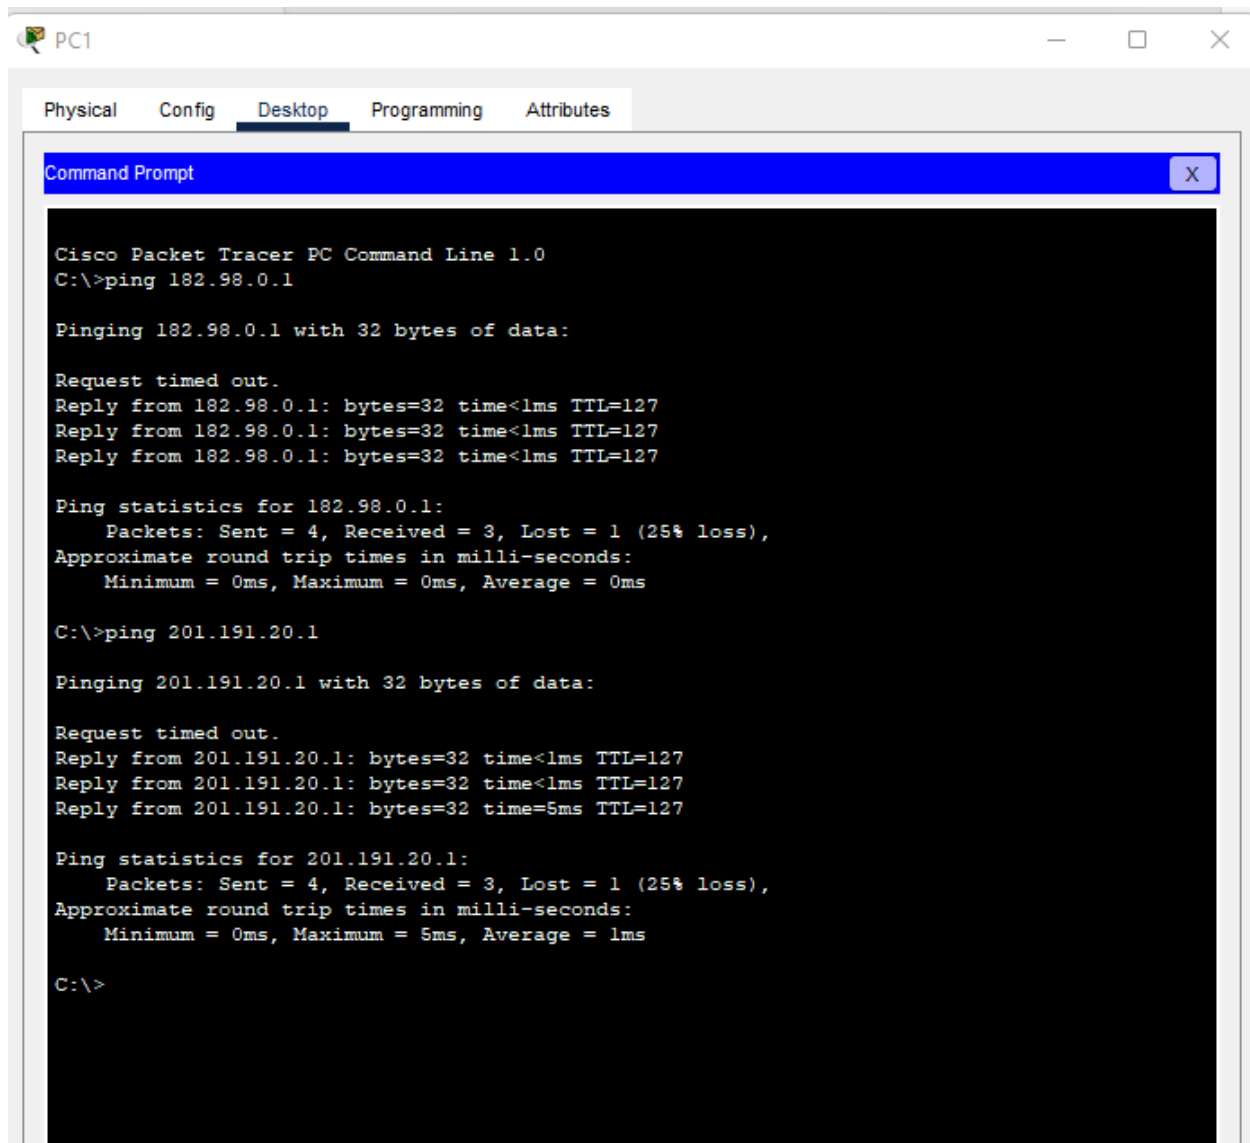 PC1
Physical Config Desktop Programming Attributes
Command Prompt
X
Cisco Packet Tracer PC Command Line 1.0
C:\>ping 182.98.0.1
Pinging 182.98.0.1 with 32 bytes of data:
Request timed out.
Reply from 182.98.0.1: bytes=32 time<1ms TTL=127
Reply from 182.98.0.1: bytes=32 time<1ms TTL=127
Reply from 182.98.0.1: bytes=32 time<1ms TTL=127
Ping statistics for 182.98.0.1:
Packets: Sent = 4, Received = 3, Lost = 1 (25% loss),
Approximate round trip times in milli-seconds:
Minimum = 0ms, Maximum = 0ms, Average = 0ms
C:\>ping 201.191.20.1
Pinging 201.191.20.1 with 32 bytes of data:
Request timed out.
Reply from 201.191.20.1: bytes=32 time<1ms TTL=127
Reply from 201.191.20.1: bytes=32 time<1ms TTL=127
Reply from 201.191.20.1: bytes=32 time=5ms TTL=127
Ping statistics for 201.191.20.1:
Packets: Sent = 4, Received = 3, Lost = 1 (25% loss),
Approximate round trip times in milli-seconds:
Minimum = 0ms, Maximum = 5ms, Average = 1ms
C:\>